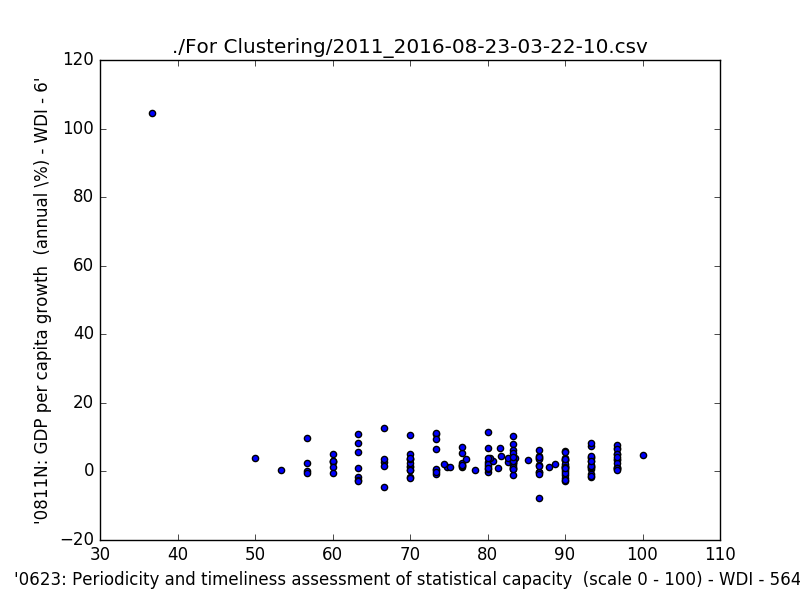 ./For Clustering/2011_2016-08-23-03-22-10.csv
120
100
80
60
40
20
0
−20
'0811N: GDP per capita growth  (annual \%) - WDI - 6'
30 40 50 60 70 80 90 100 110
'0623: Periodicity and timeliness assessment of statistical capacity  (scale 0 - 100) - WDI - 564